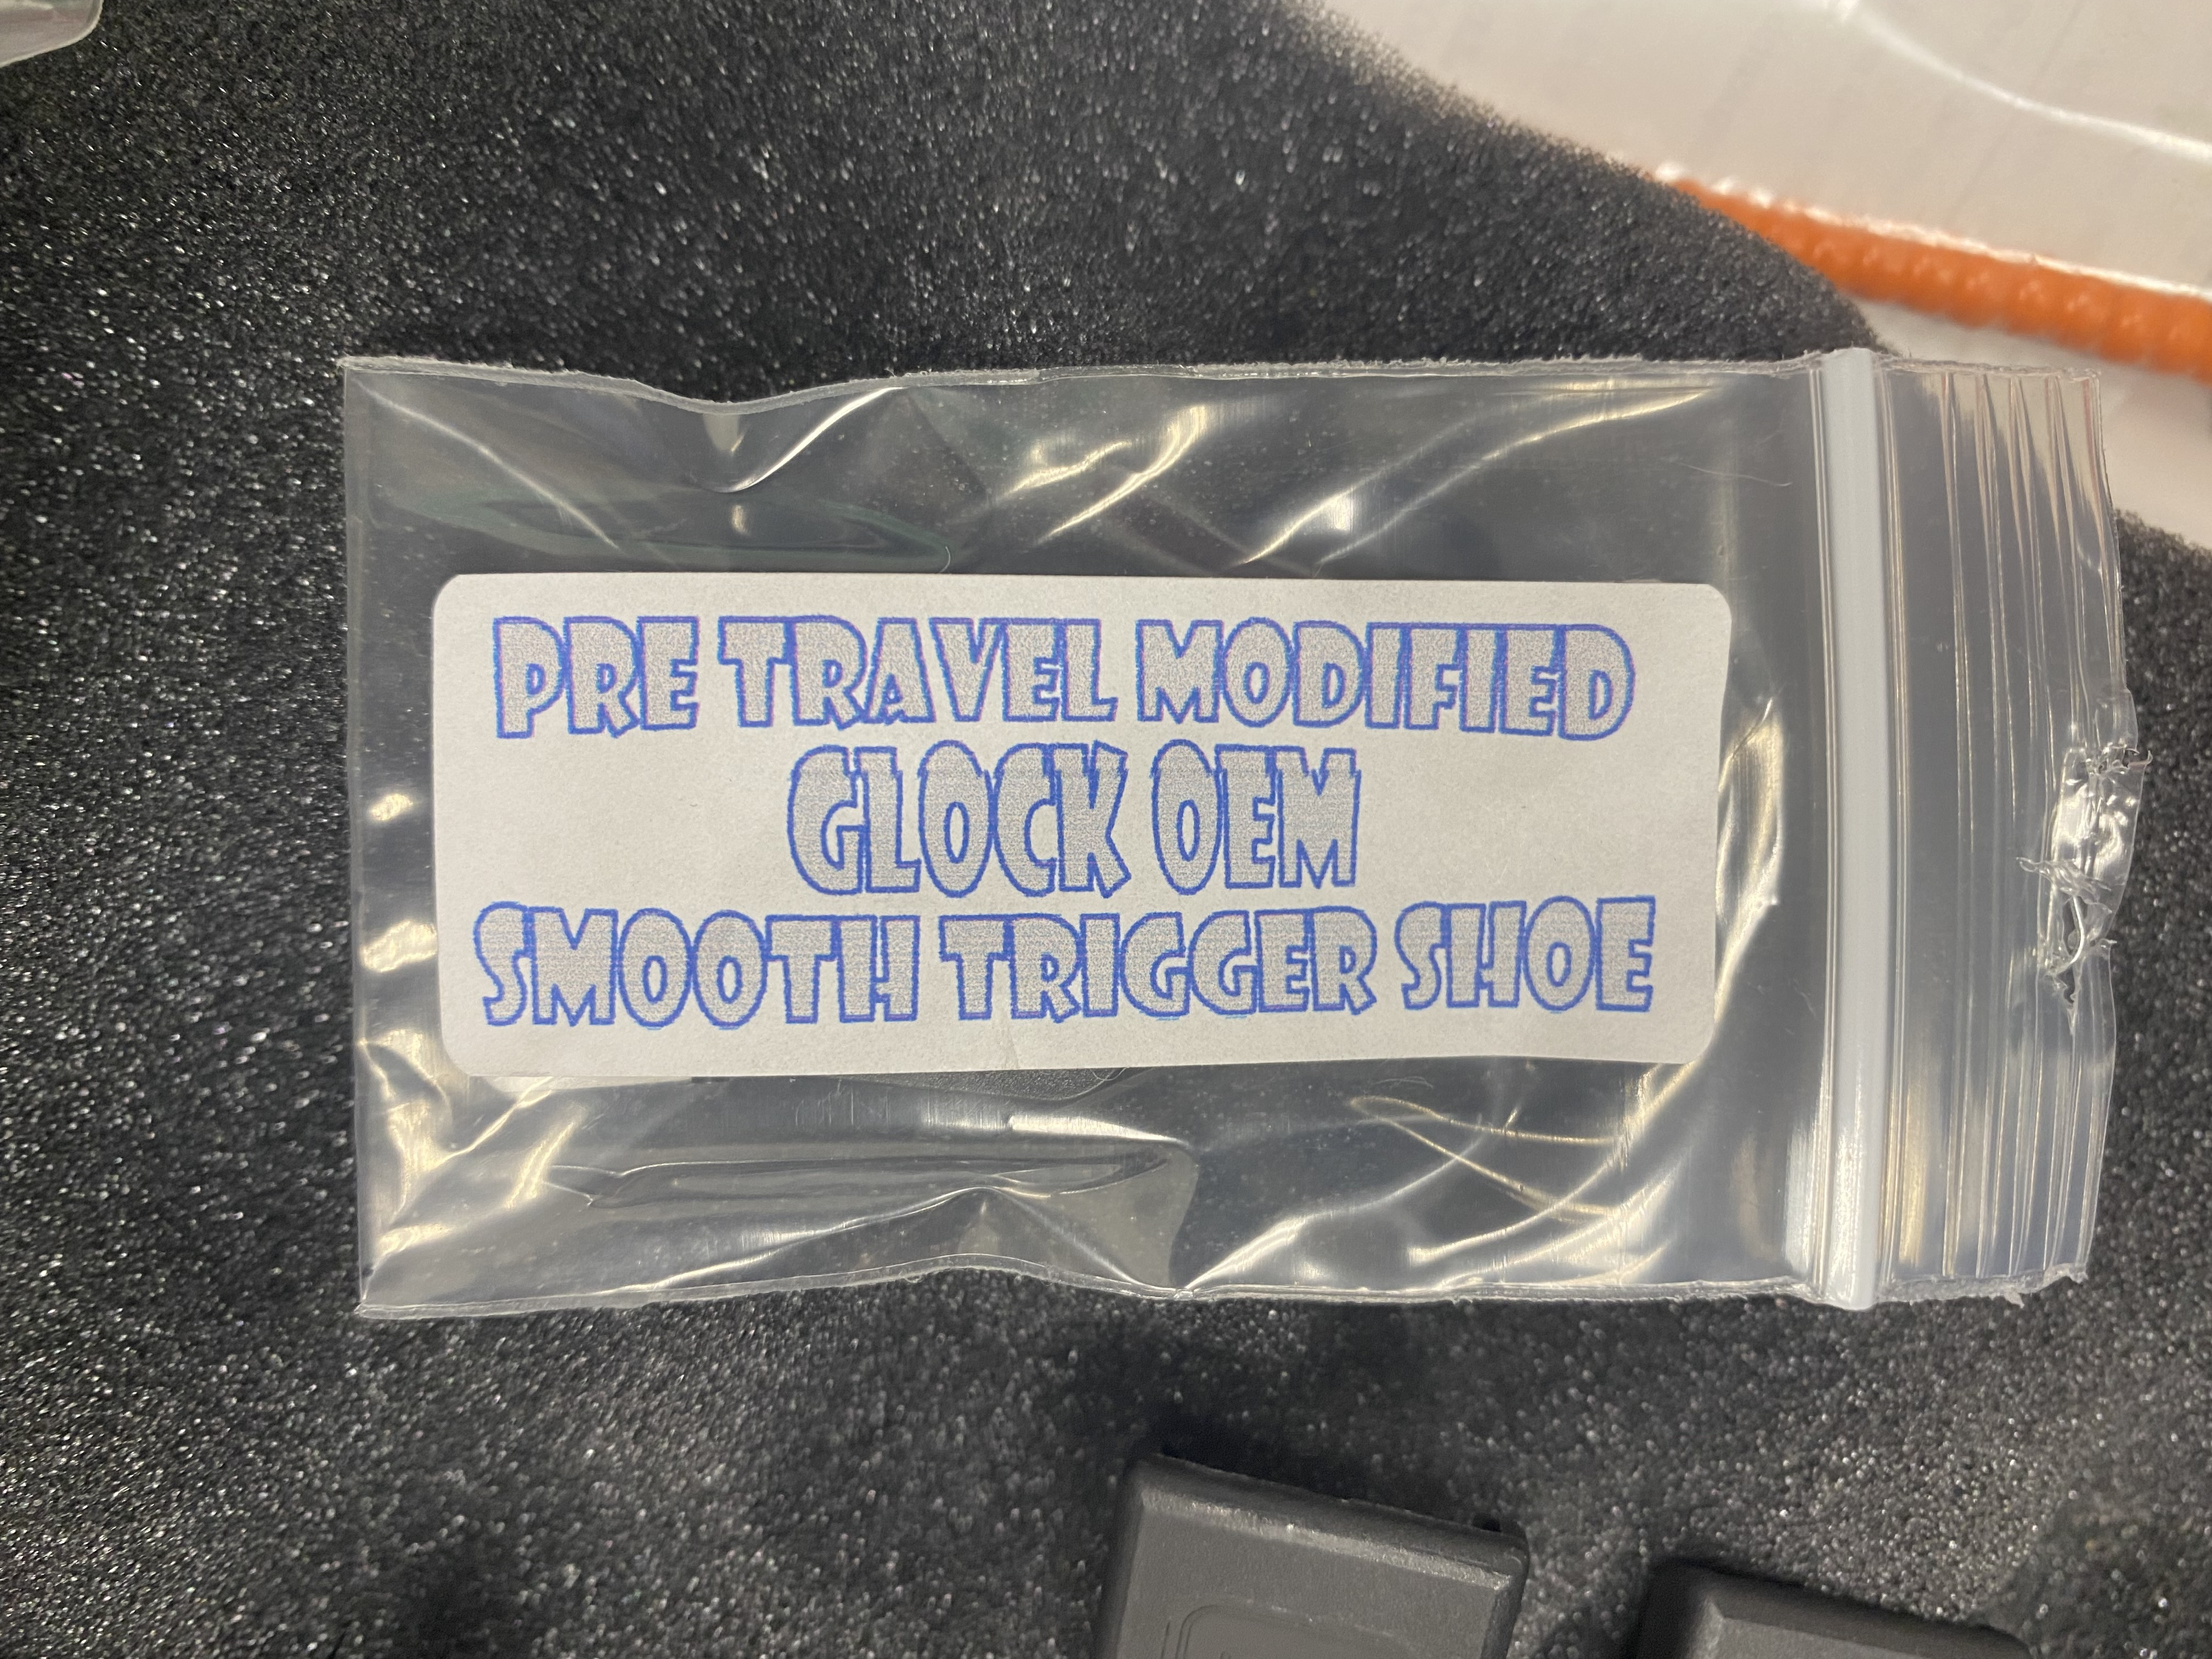 PRE TRAVEL MODIFIED
GLOCK OEM
SMOOTH TRIGGER SHOE